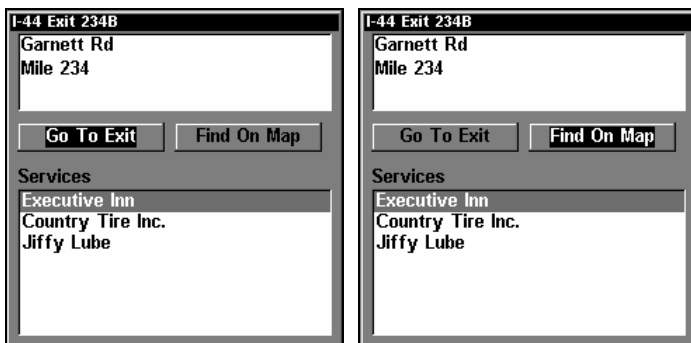 I-44 Exit 234B
Garnett Rd
Mile 234
Go To Exit Find On Map
Services
Executive Inn
Country Tire Inc.
Jiffy Lube
I-44 Exit 234B
Garnett Rd
Mile 234
Go To Exit Find On Map
Services
Executive Inn
Country Tire Inc.
Jiffy Lube